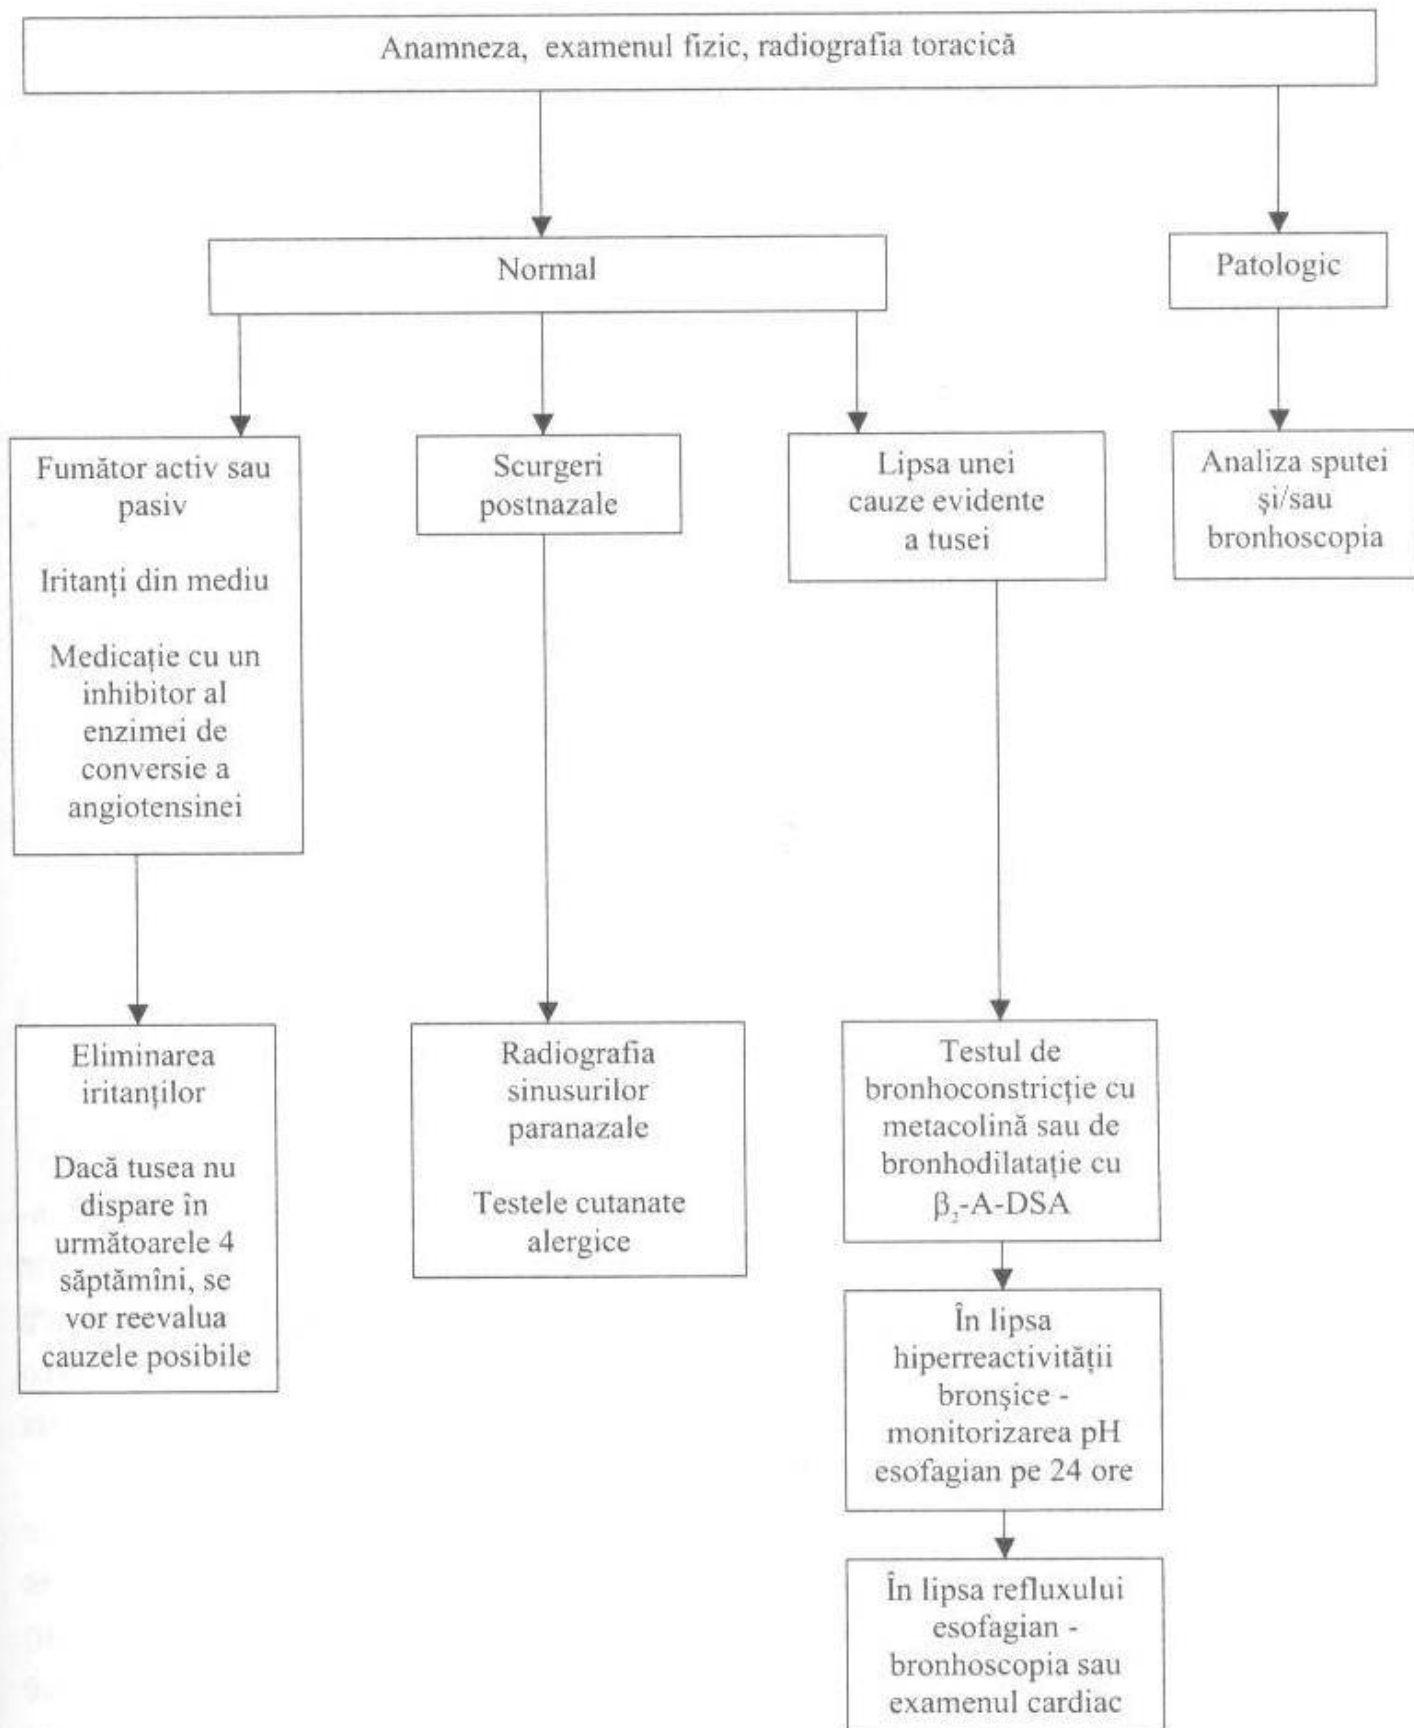 Anamneza, examenul fizic, radiografia toracică
Normal
Patologic
Fumător activ sau
pasiv
Iritanți din mediu
Medicație cu un
inhibitor al
enzimei de
conversie a
angiotensinei
Scurgeri
postnazale
Lipsa unei
cauze evidente
a tusei
Analiza sputei
și/sau
bronhoscopia
Eliminarea
iritanților
Dacă tusea nu
dispare în
următoarele 4
săptămîni, se
vor reevalua
cauzele posibile
Radiografia
sinusurilor
paranazale
Testele cutanate
alergice
Testul de
bronhoconstricție cu
metacolină sau de
bronhodilatație cu
β₂-A-DSA
În lipsa
hiperreactivității
bronșice -
monitorizarea pH
esofagian pe 24 ore
În lipsa refluxului
esofagian -
bronhoscopia sau
examenul cardiac